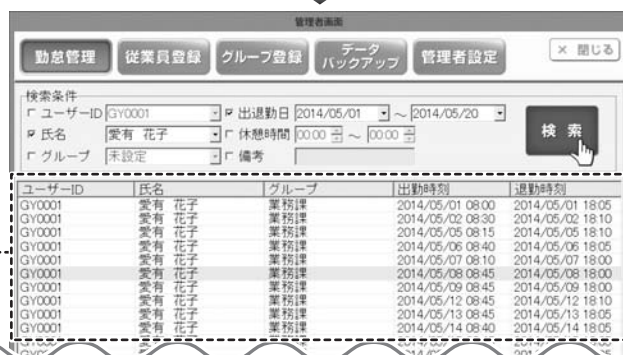 管理者画面
勤怠管理 従業員登録 グループ登録 データバックアップ 管理者設定 × 閉じる
検索条件
ユーザーID GY0001 出退勤日 2014/05/01 ~ 2014/05/20
氏名 愛有 花子 休憩時間 00:00 ~ 00:00 検 索
グループ 未設定 備考
ユーザーID 氏名 グループ 出勤時刻 退勤時刻
GY0001 愛有 花子 業務課 2014/05/01 08:00 2014/05/01 18:05
GY0001 愛有 花子 業務課 2014/05/02 08:30 2014/05/02 18:10
GY0001 愛有 花子 業務課 2014/05/05 08:15 2014/05/05 18:10
GY0001 愛有 花子 業務課 2014/05/06 08:40 2014/05/06 18:05
GY0001 愛有 花子 業務課 2014/05/07 08:10 2014/05/07 18:00
GY0001 愛有 花子 業務課 2014/05/08 08:45 2014/05/08 18:00
GY0001 愛有 花子 業務課 2014/05/09 08:45 2014/05/09 18:00
GY0001 愛有 花子 業務課 2014/05/12 08:45 2014/05/12 18:10
GY0001 愛有 花子 業務課 2014/05/13 08:45 2014/05/13 18:05
GY0001 愛有 花子 業務課 2014/05/14 08:40 2014/05/14 18:05